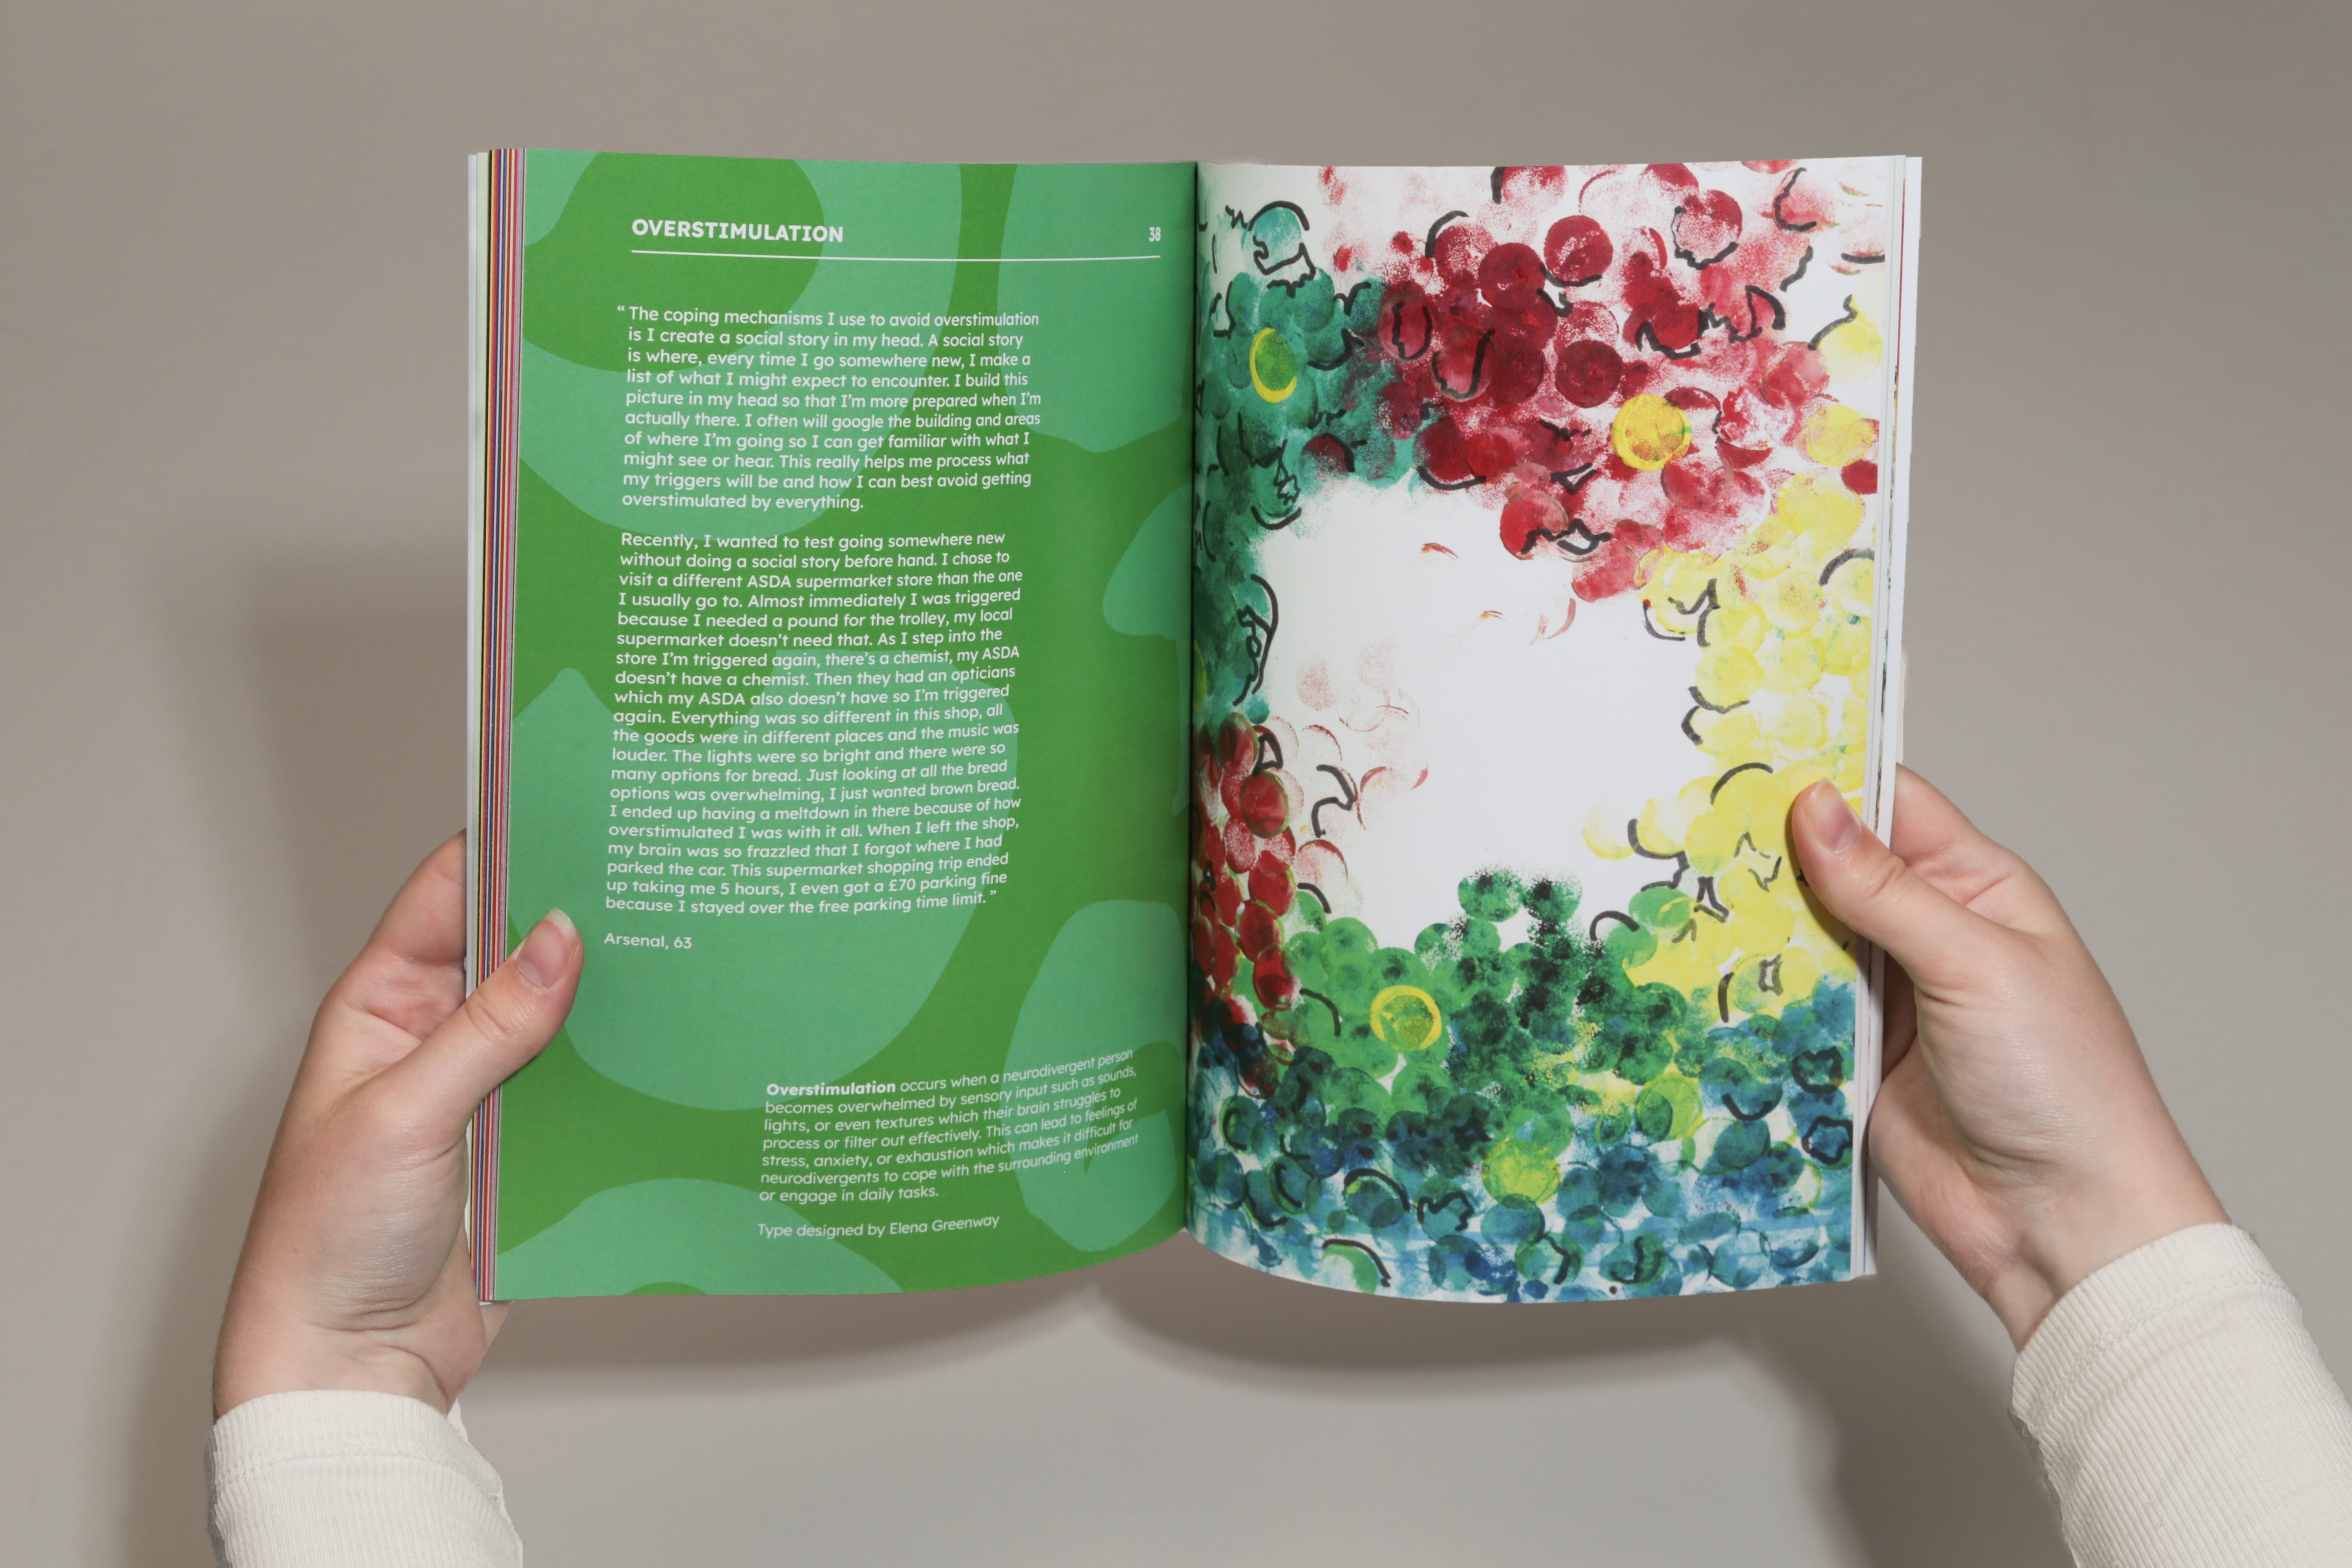 OVERSTIMULATION 38
“ The coping mechanisms I use to avoid overstimulation
is I create a social story in my head. A social story
is where, every time I go somewhere new, I make a
list of what I might expect to encounter. I build this
picture in my head so that I’m more prepared when I’m
actually there. I often will google the building and areas
of where I’m going so I can get familiar with what I
might see or hear. This really helps me process what
my triggers will be and how I can best avoid getting
overstimulated by everything.
Recently, I wanted to test going somewhere new
without doing a social story before hand. I chose to
visit a different ASDA supermarket store than the one
I usually go to. Almost immediately I was triggered
because I needed a pound for the trolley, my local
supermarket doesn’t need that. As I step into the
store I’m triggered again, there’s a chemist, my ASDA
doesn’t have a chemist. Then they had an opticians
which my ASDA also doesn’t have so I’m triggered
again. Everything was so different in this shop, all
the goods were in different places and the music was
louder. The lights were so bright and there were so
many options for bread. Just looking at all the bread
options was overwhelming, I just wanted brown bread.
I ended up having a meltdown in there because of how
overstimulated I was with it all. When I left the shop,
my brain was so frazzled that I forgot where I had
parked the car. This supermarket shopping trip ended
up taking me 5 hours, I even got a £70 parking fine
because I stayed over the free parking time limit. ”
Arsenal, 63
Overstimulation occurs when a neurodivergent person
becomes overwhelmed by sensory input such as sounds,
lights, or even textures which their brain struggles to
process or filter out effectively. This can lead to feelings of
stress, anxiety, or exhaustion which makes it difficult for
neurodivergents to cope with the surrounding environment
or engage in daily tasks.
Type designed by Elena Greenway